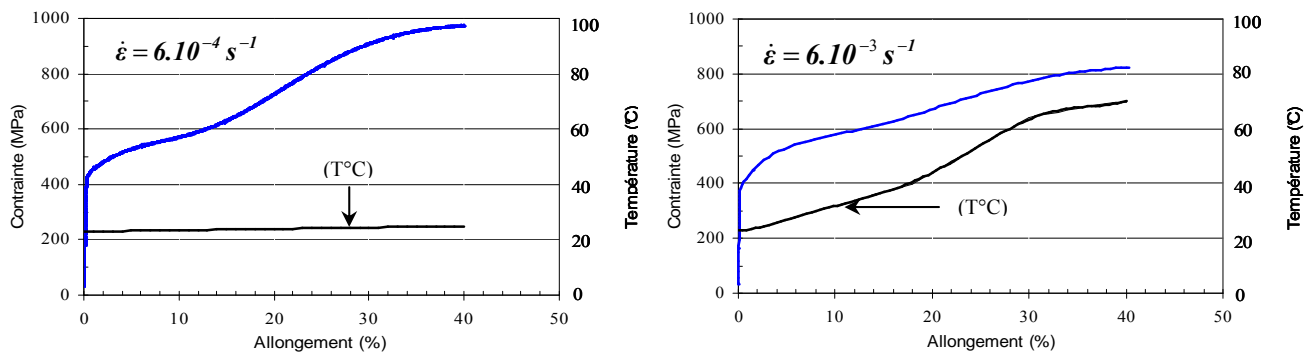 ε̇ = 6.10⁻⁴ s⁻¹
Contrainte (MPa)
1000
800
600
400
200
0
(T°C)
100
80
60
40
20
0
Température (°C)
0 10 20 30 40 50
Allongement (%)
ε̇ = 6.10⁻³ s⁻¹
Contrainte (MPa)
1000
800
600
400
200
0
(T°C)
100
80
60
40
20
0
Température (°C)
0 10 20 30 40 50
Allongement (%)